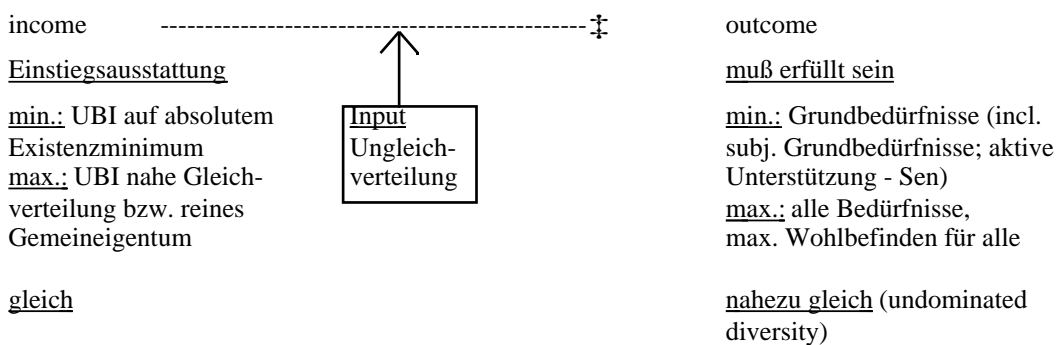 income ----------------------------------------------‡ outcome
Einstiegsausstattung
muß erfüllt sein
min.: UBI auf absolutem
Existenzminimum
max.: UBI nahe Gleich-
verteilung bzw. reines
Gemeineigentum
Input
Ungleich-
verteilung
min.: Grundbedürfnisse (incl.
subj. Grundbedürfnisse; aktive
Unterstützung - Sen)
max.: alle Bedürfnisse,
max. Wohlbefinden für alle
gleich
nahezu gleich (undominated
diversity)